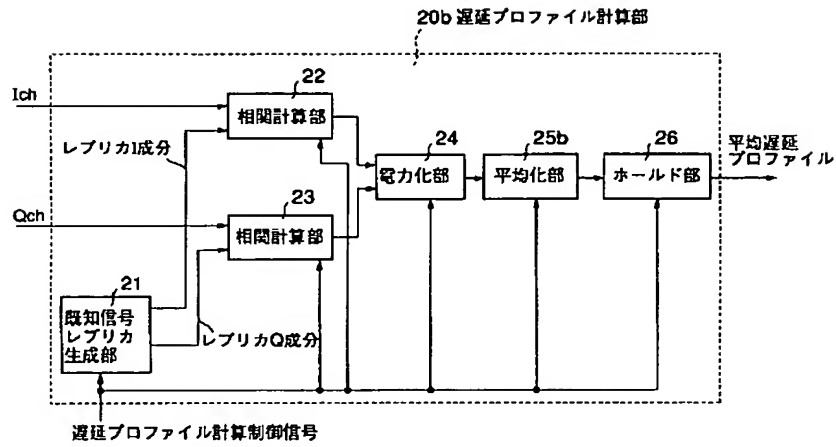 20b 遅延プロファイル計算部
Ich
22
相関計算部
レプリカI成分
24
電力化部
25b
平均化部
26
ホールド部
平均遅延
プロファイル
Qch
23
相関計算部
21
既知信号
レプリカ
生成部
レプリカQ成分
遅延プロファイル計算制御信号